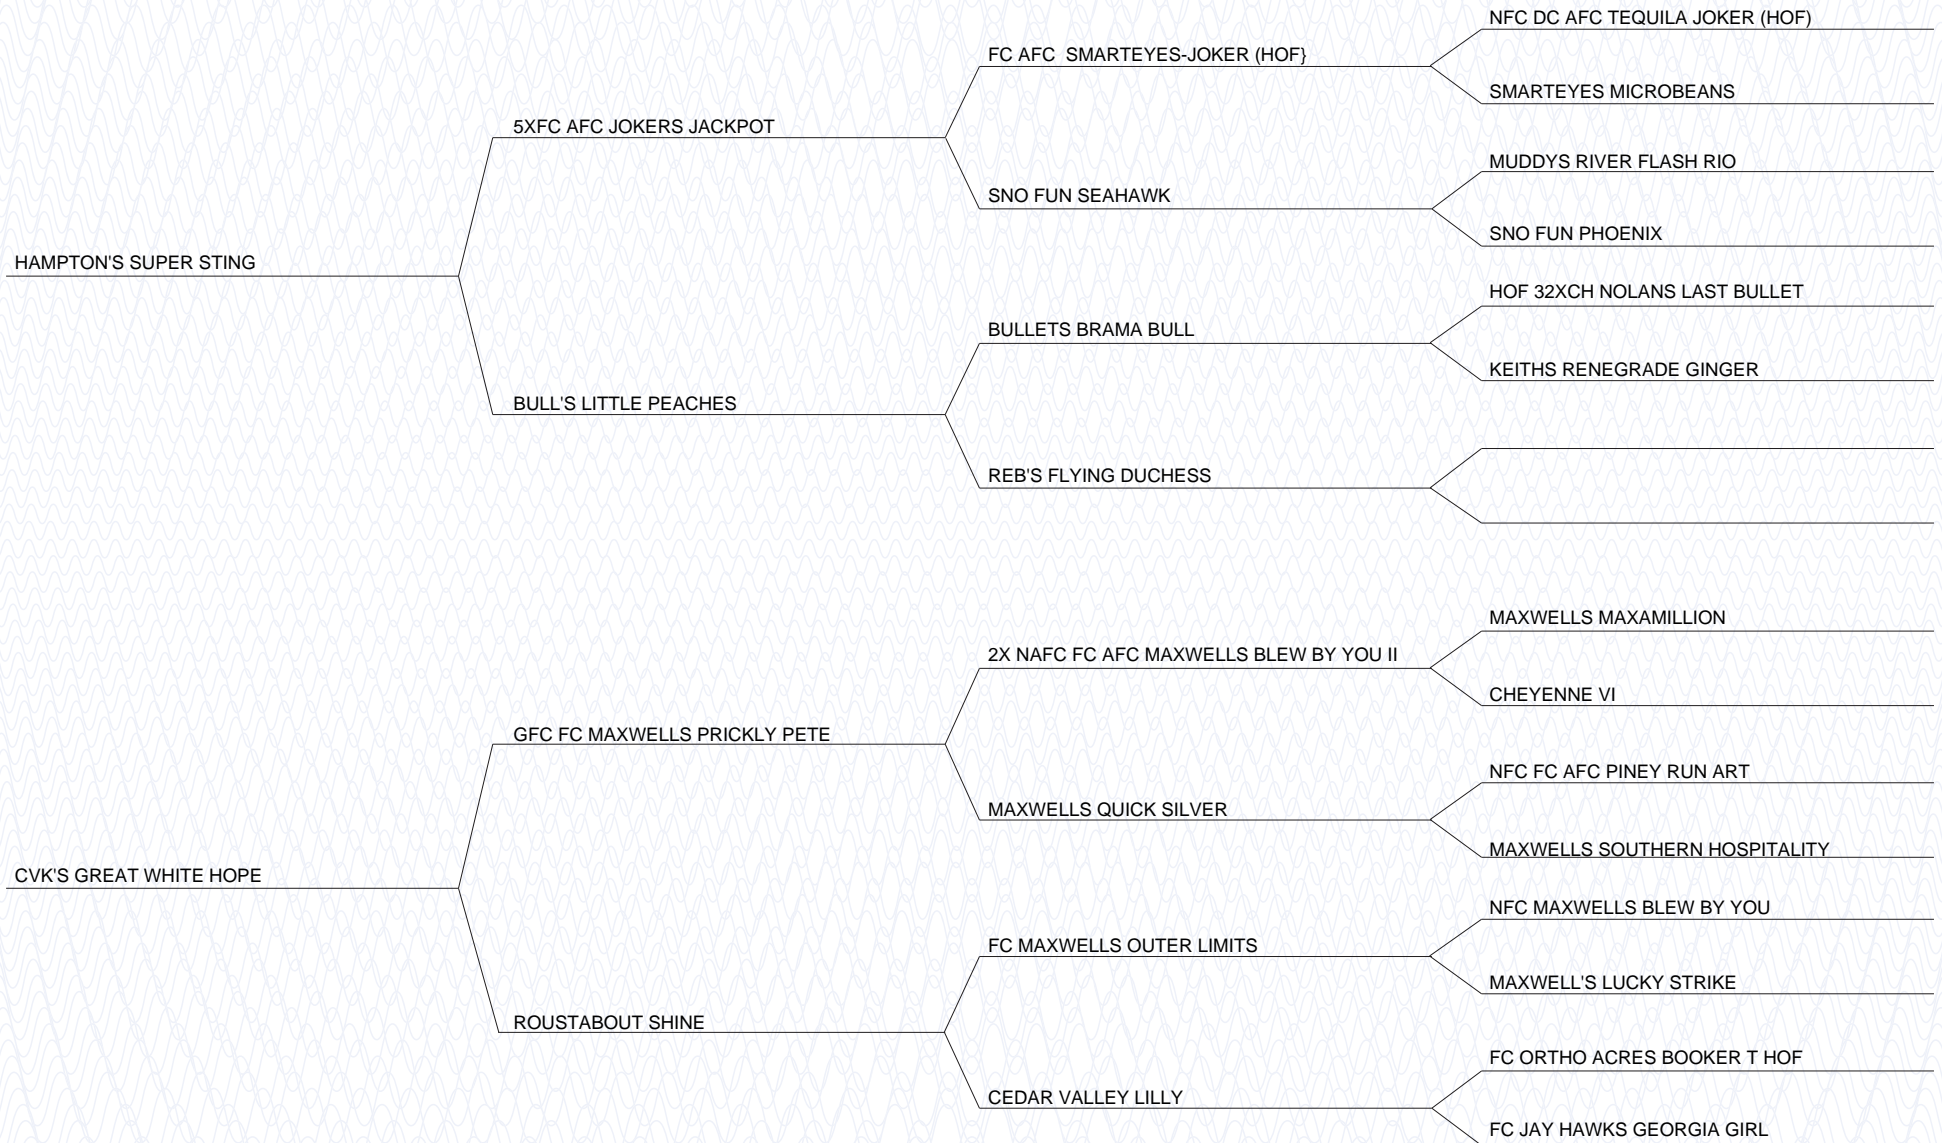 NFC DC AFC TEQUILA JOKER (HOF)
FC AFC  SMARTEYES-JOKER (HOF}
SMARTEYES MICROBEANS
5XFC AFC JOKERS JACKPOT
MUDDYS RIVER FLASH RIO
SNO FUN SEAHAWK
SNO FUN PHOENIX
HAMPTON'S SUPER STING
HOF 32XCH NOLANS LAST BULLET
BULLETS BRAMA BULL
KEITHS RENEGRADE GINGER
BULL'S LITTLE PEACHES
REB'S FLYING DUCHESS
MAXWELLS MAXAMILLION
2X NAFC FC AFC MAXWELLS BLEW BY YOU II
CHEYENNE VI
GFC FC MAXWELLS PRICKLY PETE
NFC FC AFC PINEY RUN ART
MAXWELLS QUICK SILVER
MAXWELLS SOUTHERN HOSPITALITY
CVK'S GREAT WHITE HOPE
NFC MAXWELLS BLEW BY YOU
FC MAXWELLS OUTER LIMITS
MAXWELL'S LUCKY STRIKE
ROUSTABOUT SHINE
FC ORTHO ACRES BOOKER T HOF
CEDAR VALLEY LILLY
FC JAY HAWKS GEORGIA GIRL